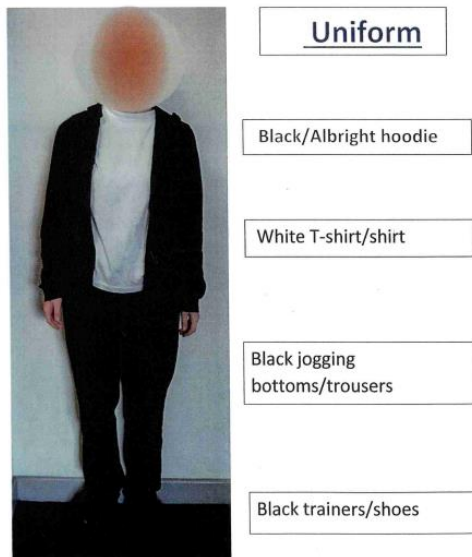 Uniform
Black/Albright hoodie
White T-shirt/shirt
Black jogging
bottoms/trousers
Black trainers/shoes